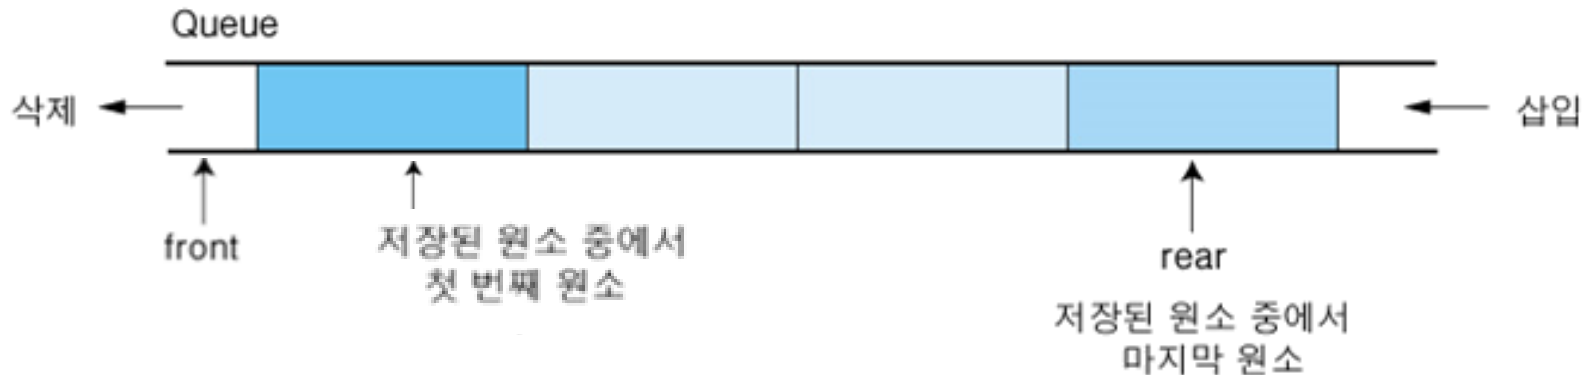 Queue
삭제
삽입
front
저장된 원소 중에서
첫 번째 원소
rear
저장된 원소 중에서
마지막 원소